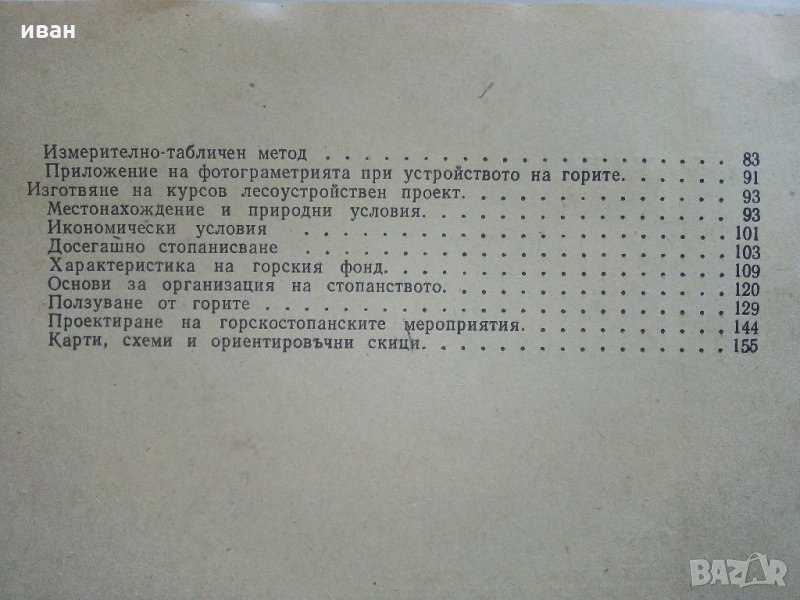 иван
Измерително-табличен метод . . . . . . . . . . . . . . . . . . . . 83
Приложение на фотограметрията при устройството на горите. . . . . . . 91
Изготвяне на курсов лесоустройствен проект. . . . . . . . . . . . . . . 93
Местонахождение и природни условия. . . . . . . . . . . . . . . . . 93
Икономически условия . . . . . . . . . . . . . . . . . . . . . . 101
Досегашно стопанисване . . . . . . . . . . . . . . . . . . . . . 103
Характеристика на горския фонд. . . . . . . . . . . . . . . . . . . 109
Основи за организация на стопанството. . . . . . . . . . . . . . . . 120
Ползуване от горите . . . . . . . . . . . . . . . . . . . . . . . 129
Проектиране на горскостопанските мероприятия. . . . . . . . . . . . 144
Карти, схеми и ориентировъчни скици. . . . . . . . . . . . . . . . . 155
BAZAR